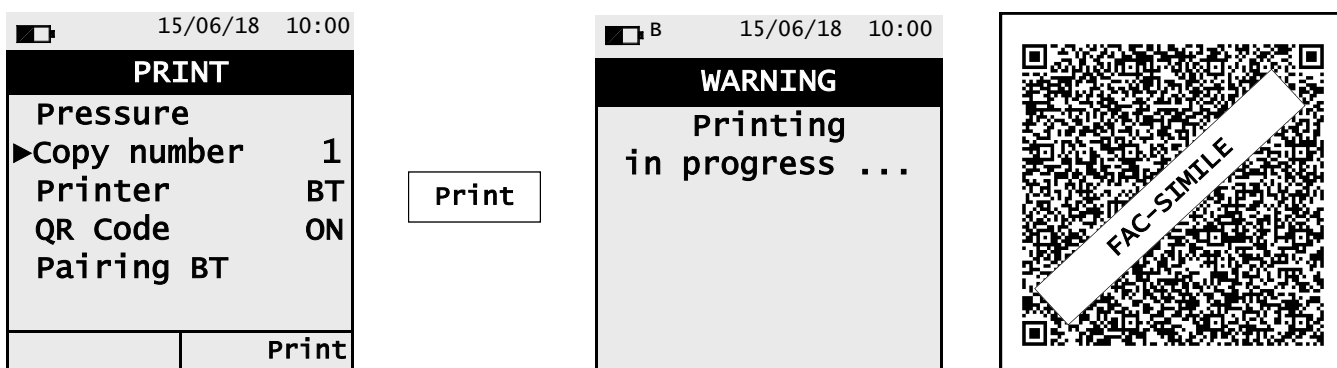 15/06/18 10:00
PRINT
Pressure
▶Copy number 1
Printer BT
QR Code ON
Pairing BT
Print
Print
B 15/06/18 10:00
WARNING
Printing
in progress ...
FAC-SIMILE